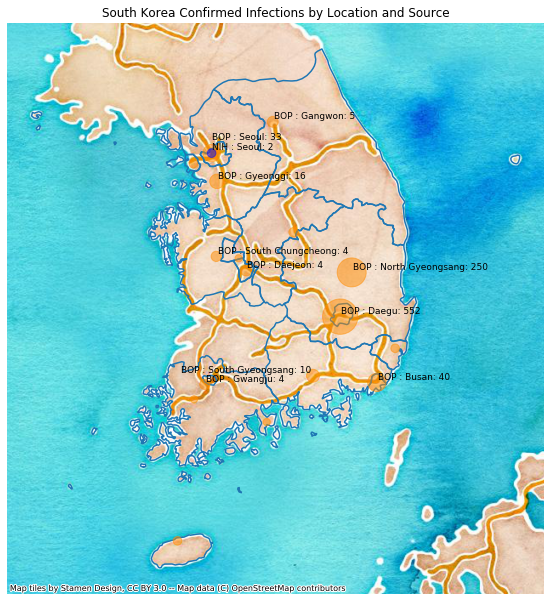 South Korea Confirmed Infections by Location and Source
BOP : Gangwon: 5
BOP : Seoul: 33
NIH : Seoul: 2
BOP : Gyeonggi: 16
BOP : South Chungcheong: 4
BOP : Daejeon: 4
BOP : North Gyeongsang: 250
BOP : Daegu: 552
BOP : South Gyeongsang: 10
BOP : Gwangju: 4
BOP : Busan: 40
Map tiles by Stamen Design, CC BY 3.0 -- Map data (C) OpenStreetMap contributors